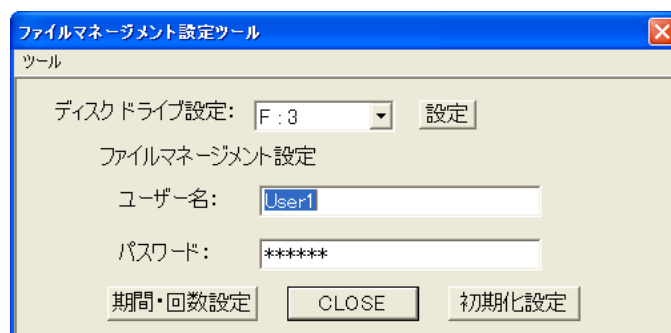 ファイルマネージメント設定ツール
ツール
ディスクドライブ設定: F:3 設定
ファイルマネージメント設定
ユーザー名: User1
パスワード: ******
期間・回数設定 CLOSE 初期化設定